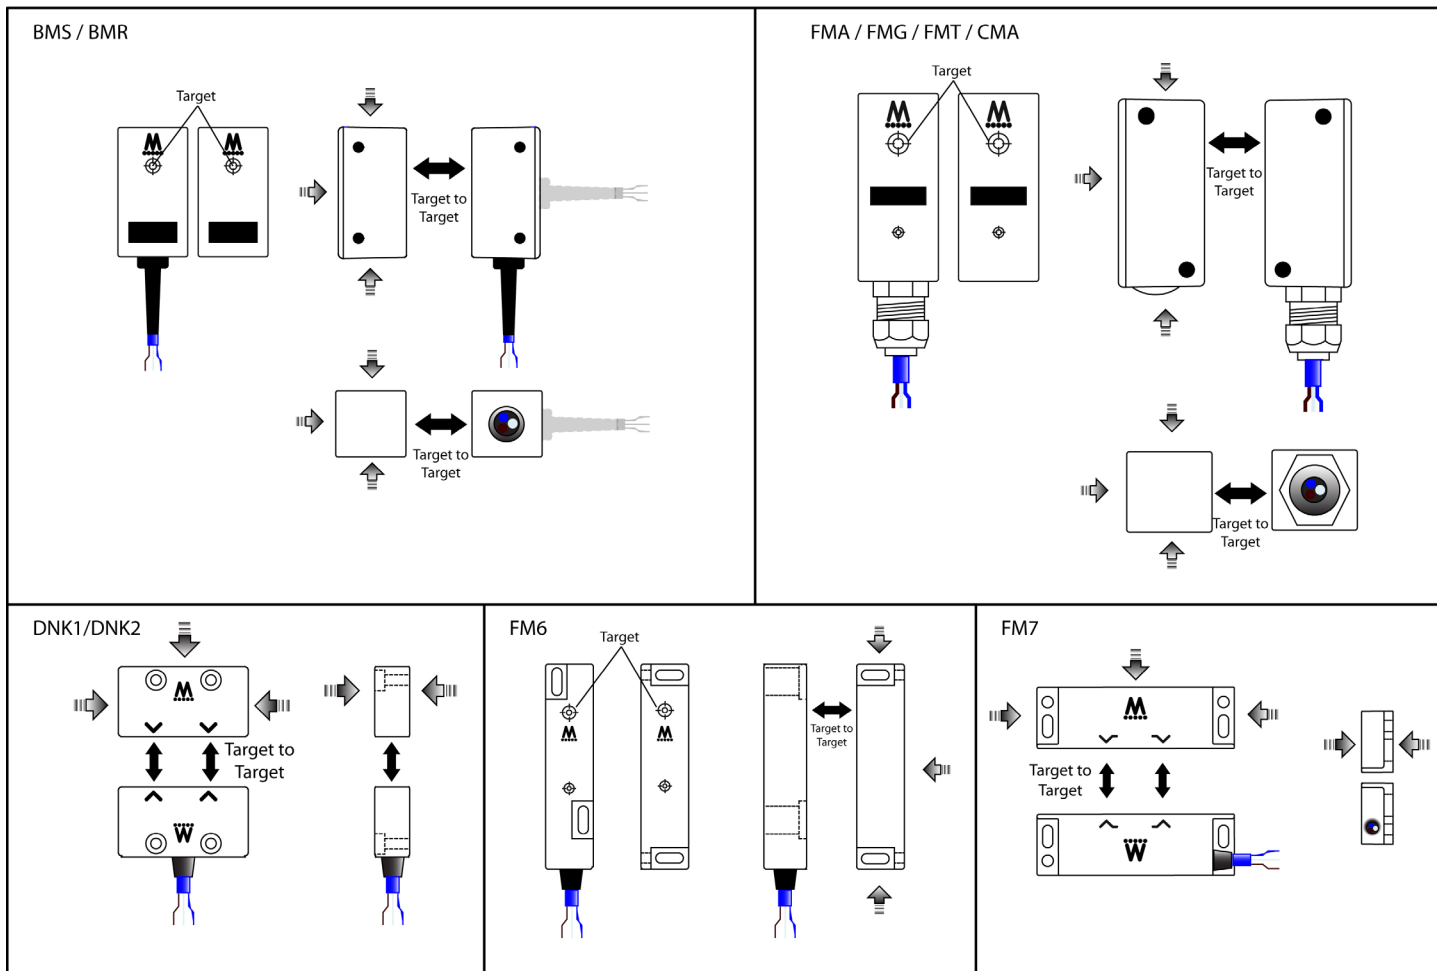 BMS / BMR
Target
Target to
Target
Target to
Target
FMA / FMG / FMT / CMA
Target
Target to
Target
Target to
Target
DNK1/DNK2
M
Target to
Target
M
FM6
Target
M
M
Target to
Target
FM7
M
Target to
Target
M